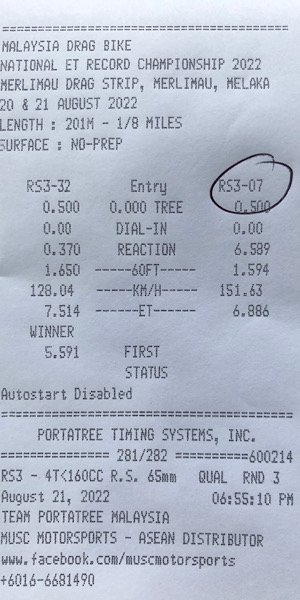 ==========================================
MALAYSIA DRAG BIKE
NATIONAL ET RECORD CHAMPIONSHIP 2022
MERLIMAU DRAG STRIP, MERLIMAU, MELAKA
20 & 21 AUGUST 2022
LENGTH : 201M - 1/8 MILES
SURFACE : NO-PREP
RS3-32 Entry RS3-07
0.500 0.000 TREE 0.500
0.00 DIAL-IN 0.00
0.370 REACTION 6.589
1.650 -----60FT----- 1.594
128.04 -----KM/H----- 151.63
7.514 ------ET------ 6.886
WINNER
5.591 FIRST
STATUS
Autostart Disabled
==========================================
PORTATREE TIMING SYSTEMS, INC.
================ 281/282 ===========600214
RS3 - 4T<160CC R.S. 65mm QUAL RND 3
August 21, 2022 06:55:10 PM
TEAM PORTATREE MALAYSIA
MUSC MOTORSPORTS - ASEAN DISTRIBUTOR
www.facebook.com/muscmotorsports
+6016-6681490